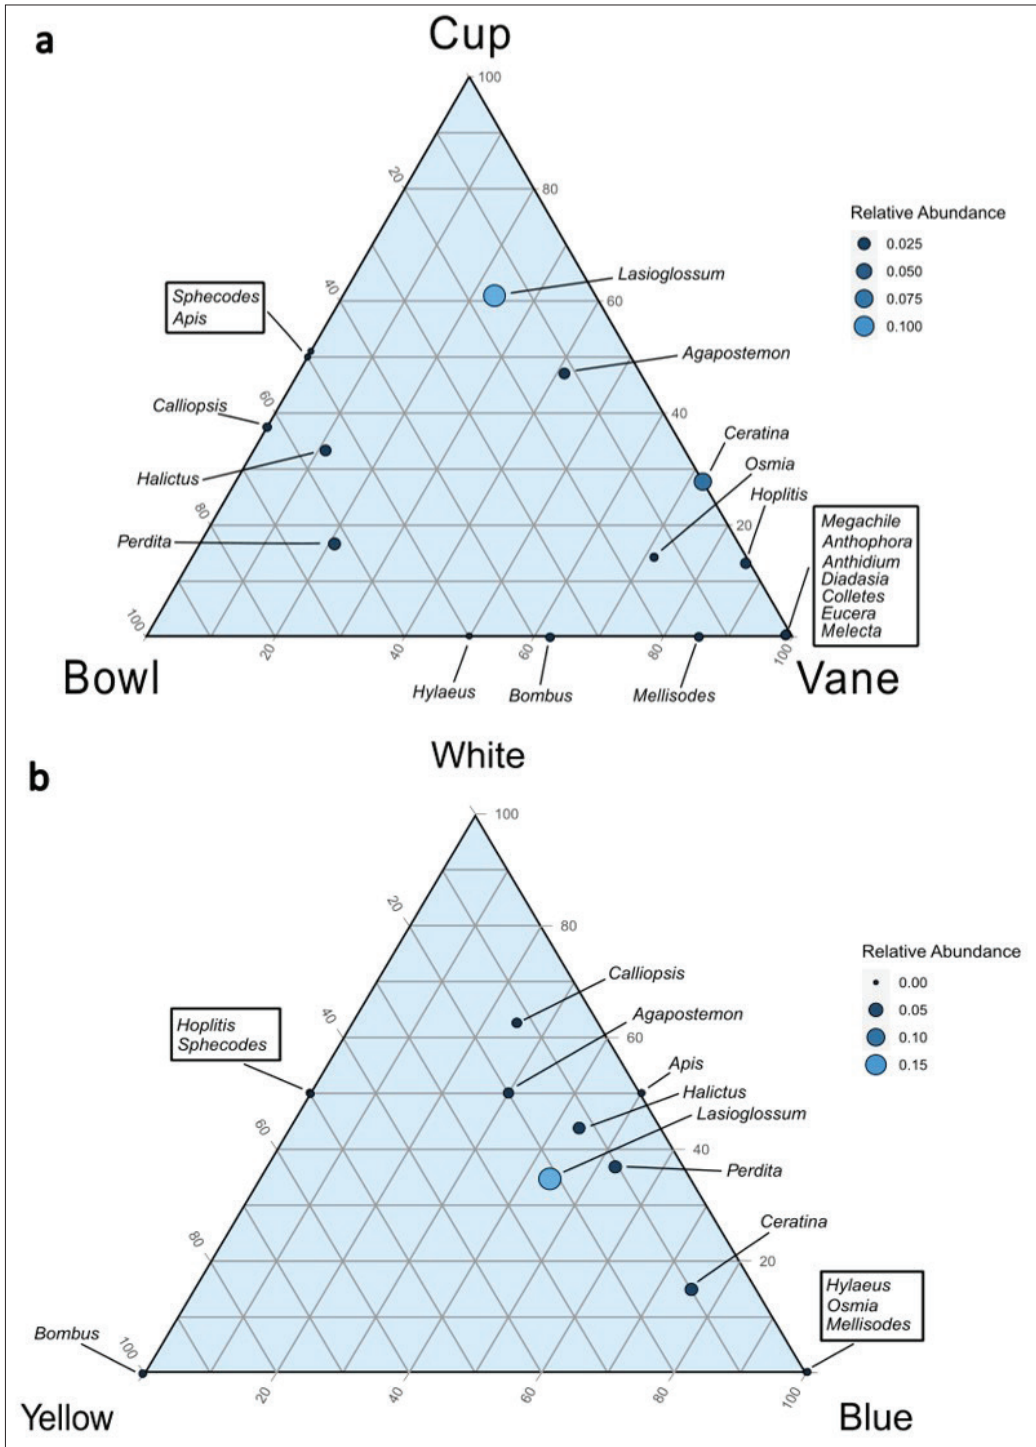 a
Cup
100
20
80
Relative Abundance
0.025
0.050
0.075
0.100
Lasioglossum
40
60
Sphecodes
Apis
Agapostemon
Calliopsis
60
40
Ceratina
Osmia
Halictus
Hoplitis
80
20
Perdita
Megachile
Anthophora
Anthidium
Diadasia
Colletes
Eucera
Melecta
100
20
40
60
80
100
Bowl
Vane
Hylaeus
Bombus
Mellisodes
b
White
100
20
80
Relative Abundance
0.00
0.05
0.10
0.15
Calliopsis
Agapostemon
40
60
Hoplitis
Sphecodes
Apis
Halictus
Lasioglossum
60
40
Perdita
Ceratina
80
20
Hylaeus
Osmia
Mellisodes
Bombus
100
20
40
60
80
100
Yellow
Blue